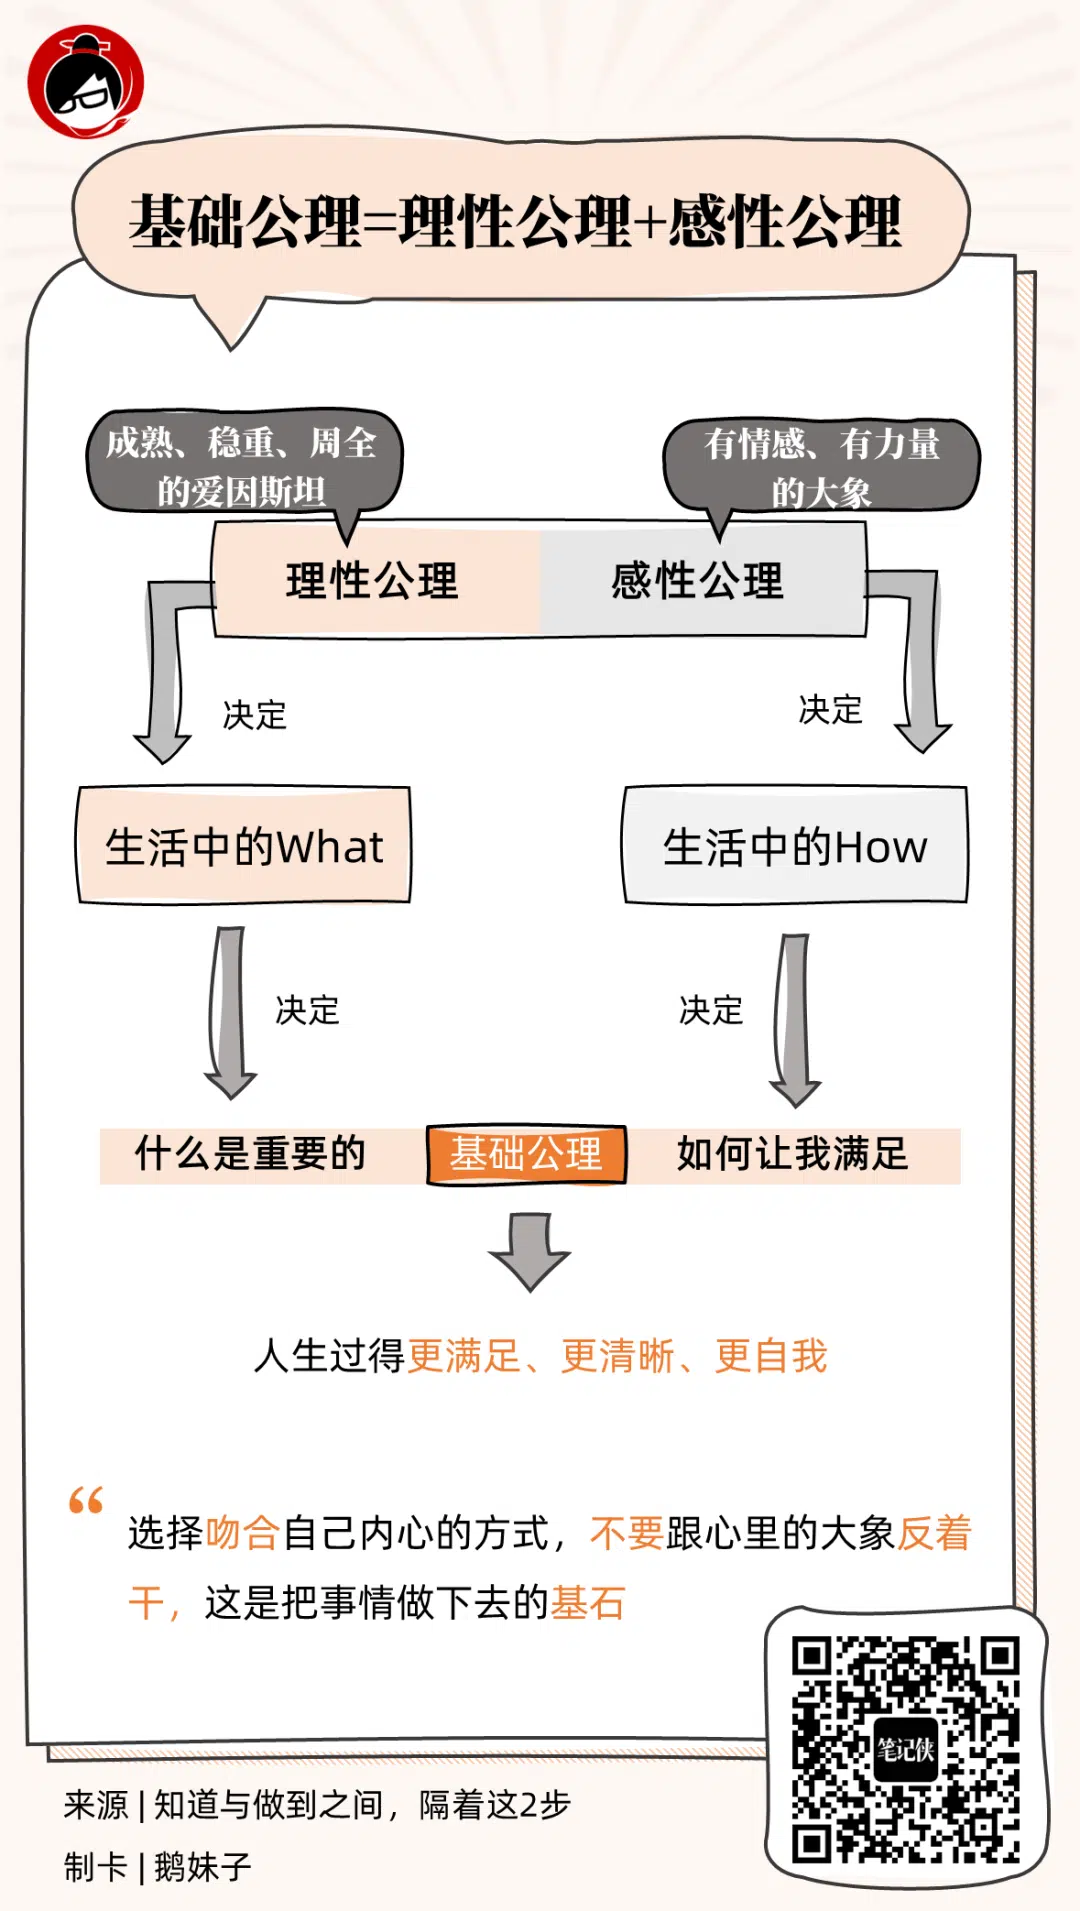 基础公理=理性公理+感性公理
成熟、稳重、周全
的爱因斯坦
有情感、有力量
的大象
理性公理
感性公理
决定
决定
生活中的What
生活中的How
决定
决定
什么是重要的
基础公理
如何让我满足
人生过得更满足、更清晰、更自我
“
选择吻合自己内心的方式，不要跟心里的大象反着
干，这是把事情做下去的基石
笔记侠
来源 | 知道与做到之间，隔着这2步
制卡 | 鹅妹子